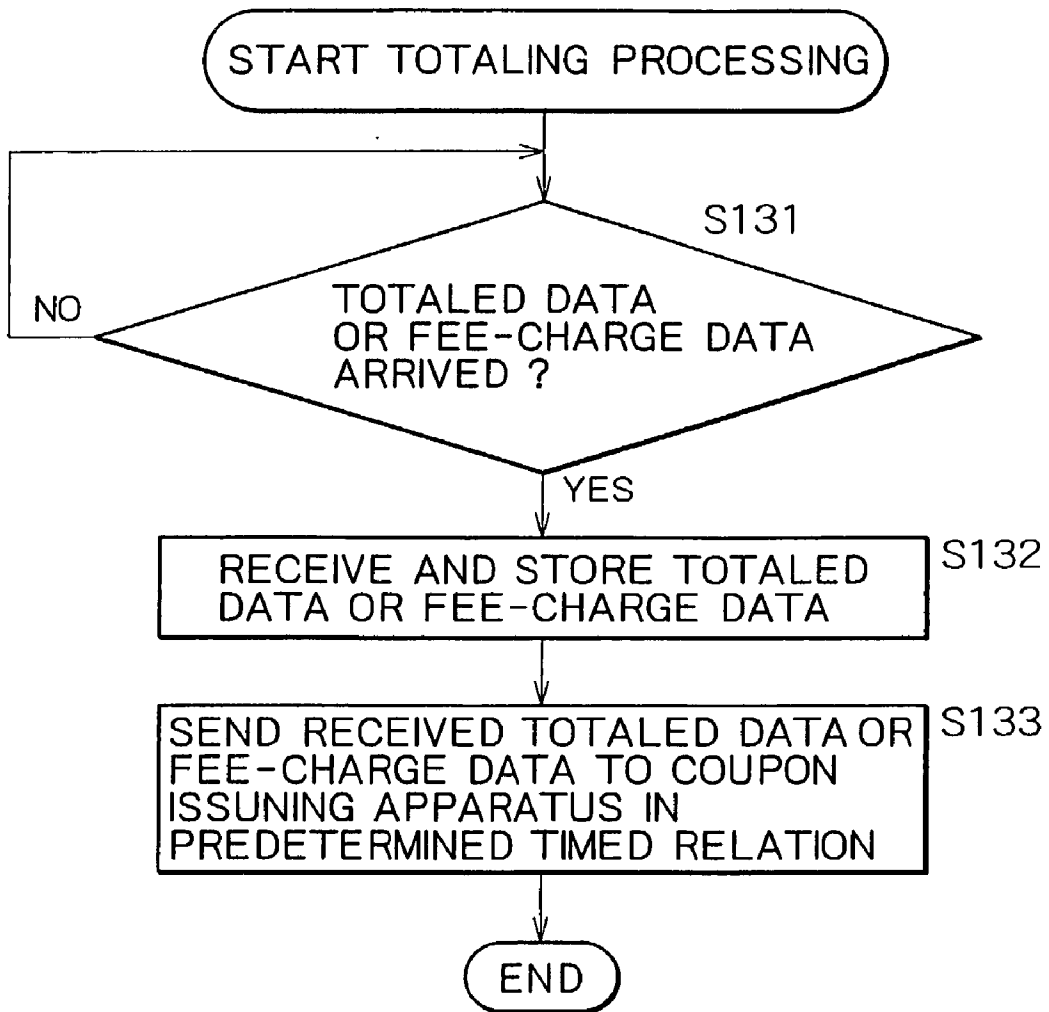 START TOTALING PROCESSING
S131
TOTALED DATA
OR FEE-CHARGE DATA
ARRIVED ?
NO
YES
RECEIVE AND STORE TOTALED
DATA OR FEE-CHARGE DATA
S132
SEND RECEIVED TOTALED DATA OR
FEE-CHARGE DATA TO COUPON
ISSUNING APPARATUS IN
PREDETERMINED TIMED RELATION
S133
END